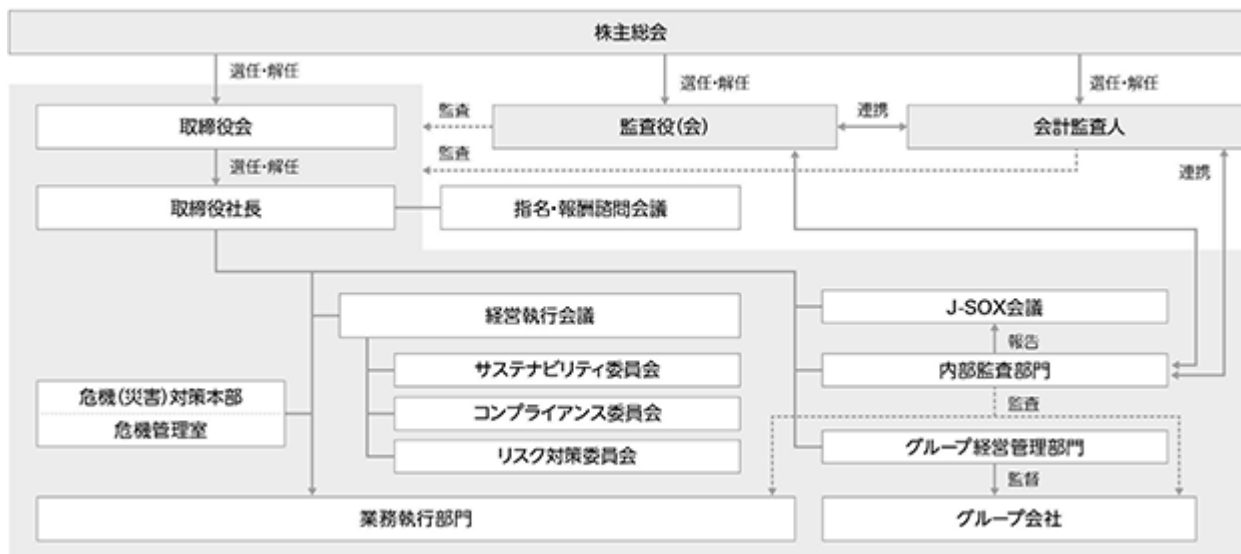 株主総会
選任・解任
選任・解任
選任・解任
取締役会
監査
監査役(会)
連携
会計監査人
監査
選任・解任
連携
取締役社長
指名・報酬諮問会議
経営執行会議
J-SOX会議
報告
サステナビリティ委員会
内部監査部門
危機(災害)対策本部
危機管理室
コンプライアンス委員会
監査
リスク対策委員会
グループ経営管理部門
監督
業務執行部門
グループ会社